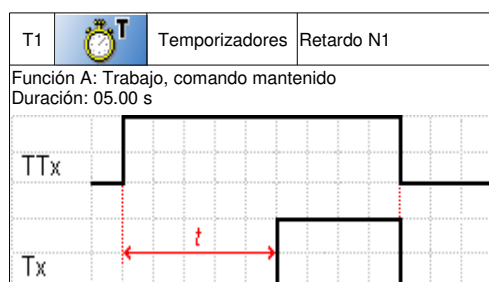 T1 T Temporizadores Retardo N1
Función A: Trabajo, comando mantenido
Duración: 05.00 s
TTx
t
Tx